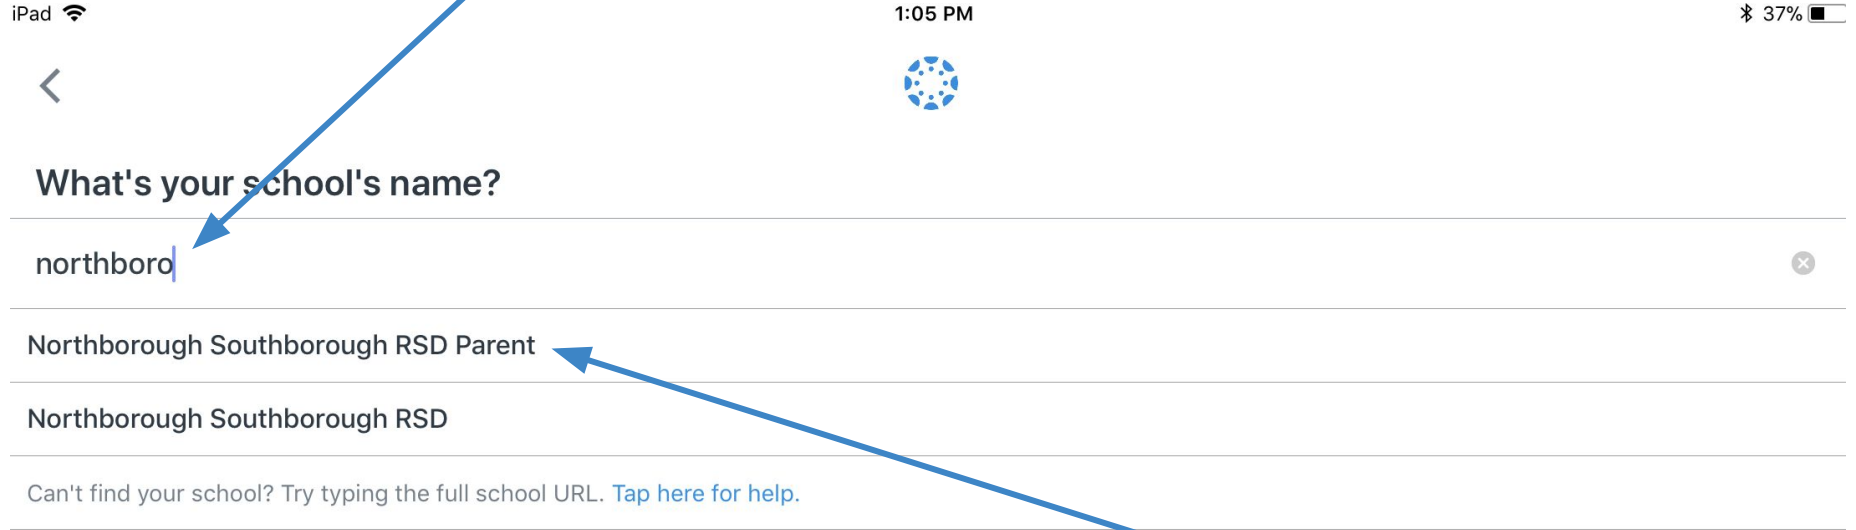 iPad 1:05 PM 37%
What's your school's name?
northboro
Northborough Southborough RSD Parent
Northborough Southborough RSD
Can't find your school? Try typing the full school URL. Tap here for help.